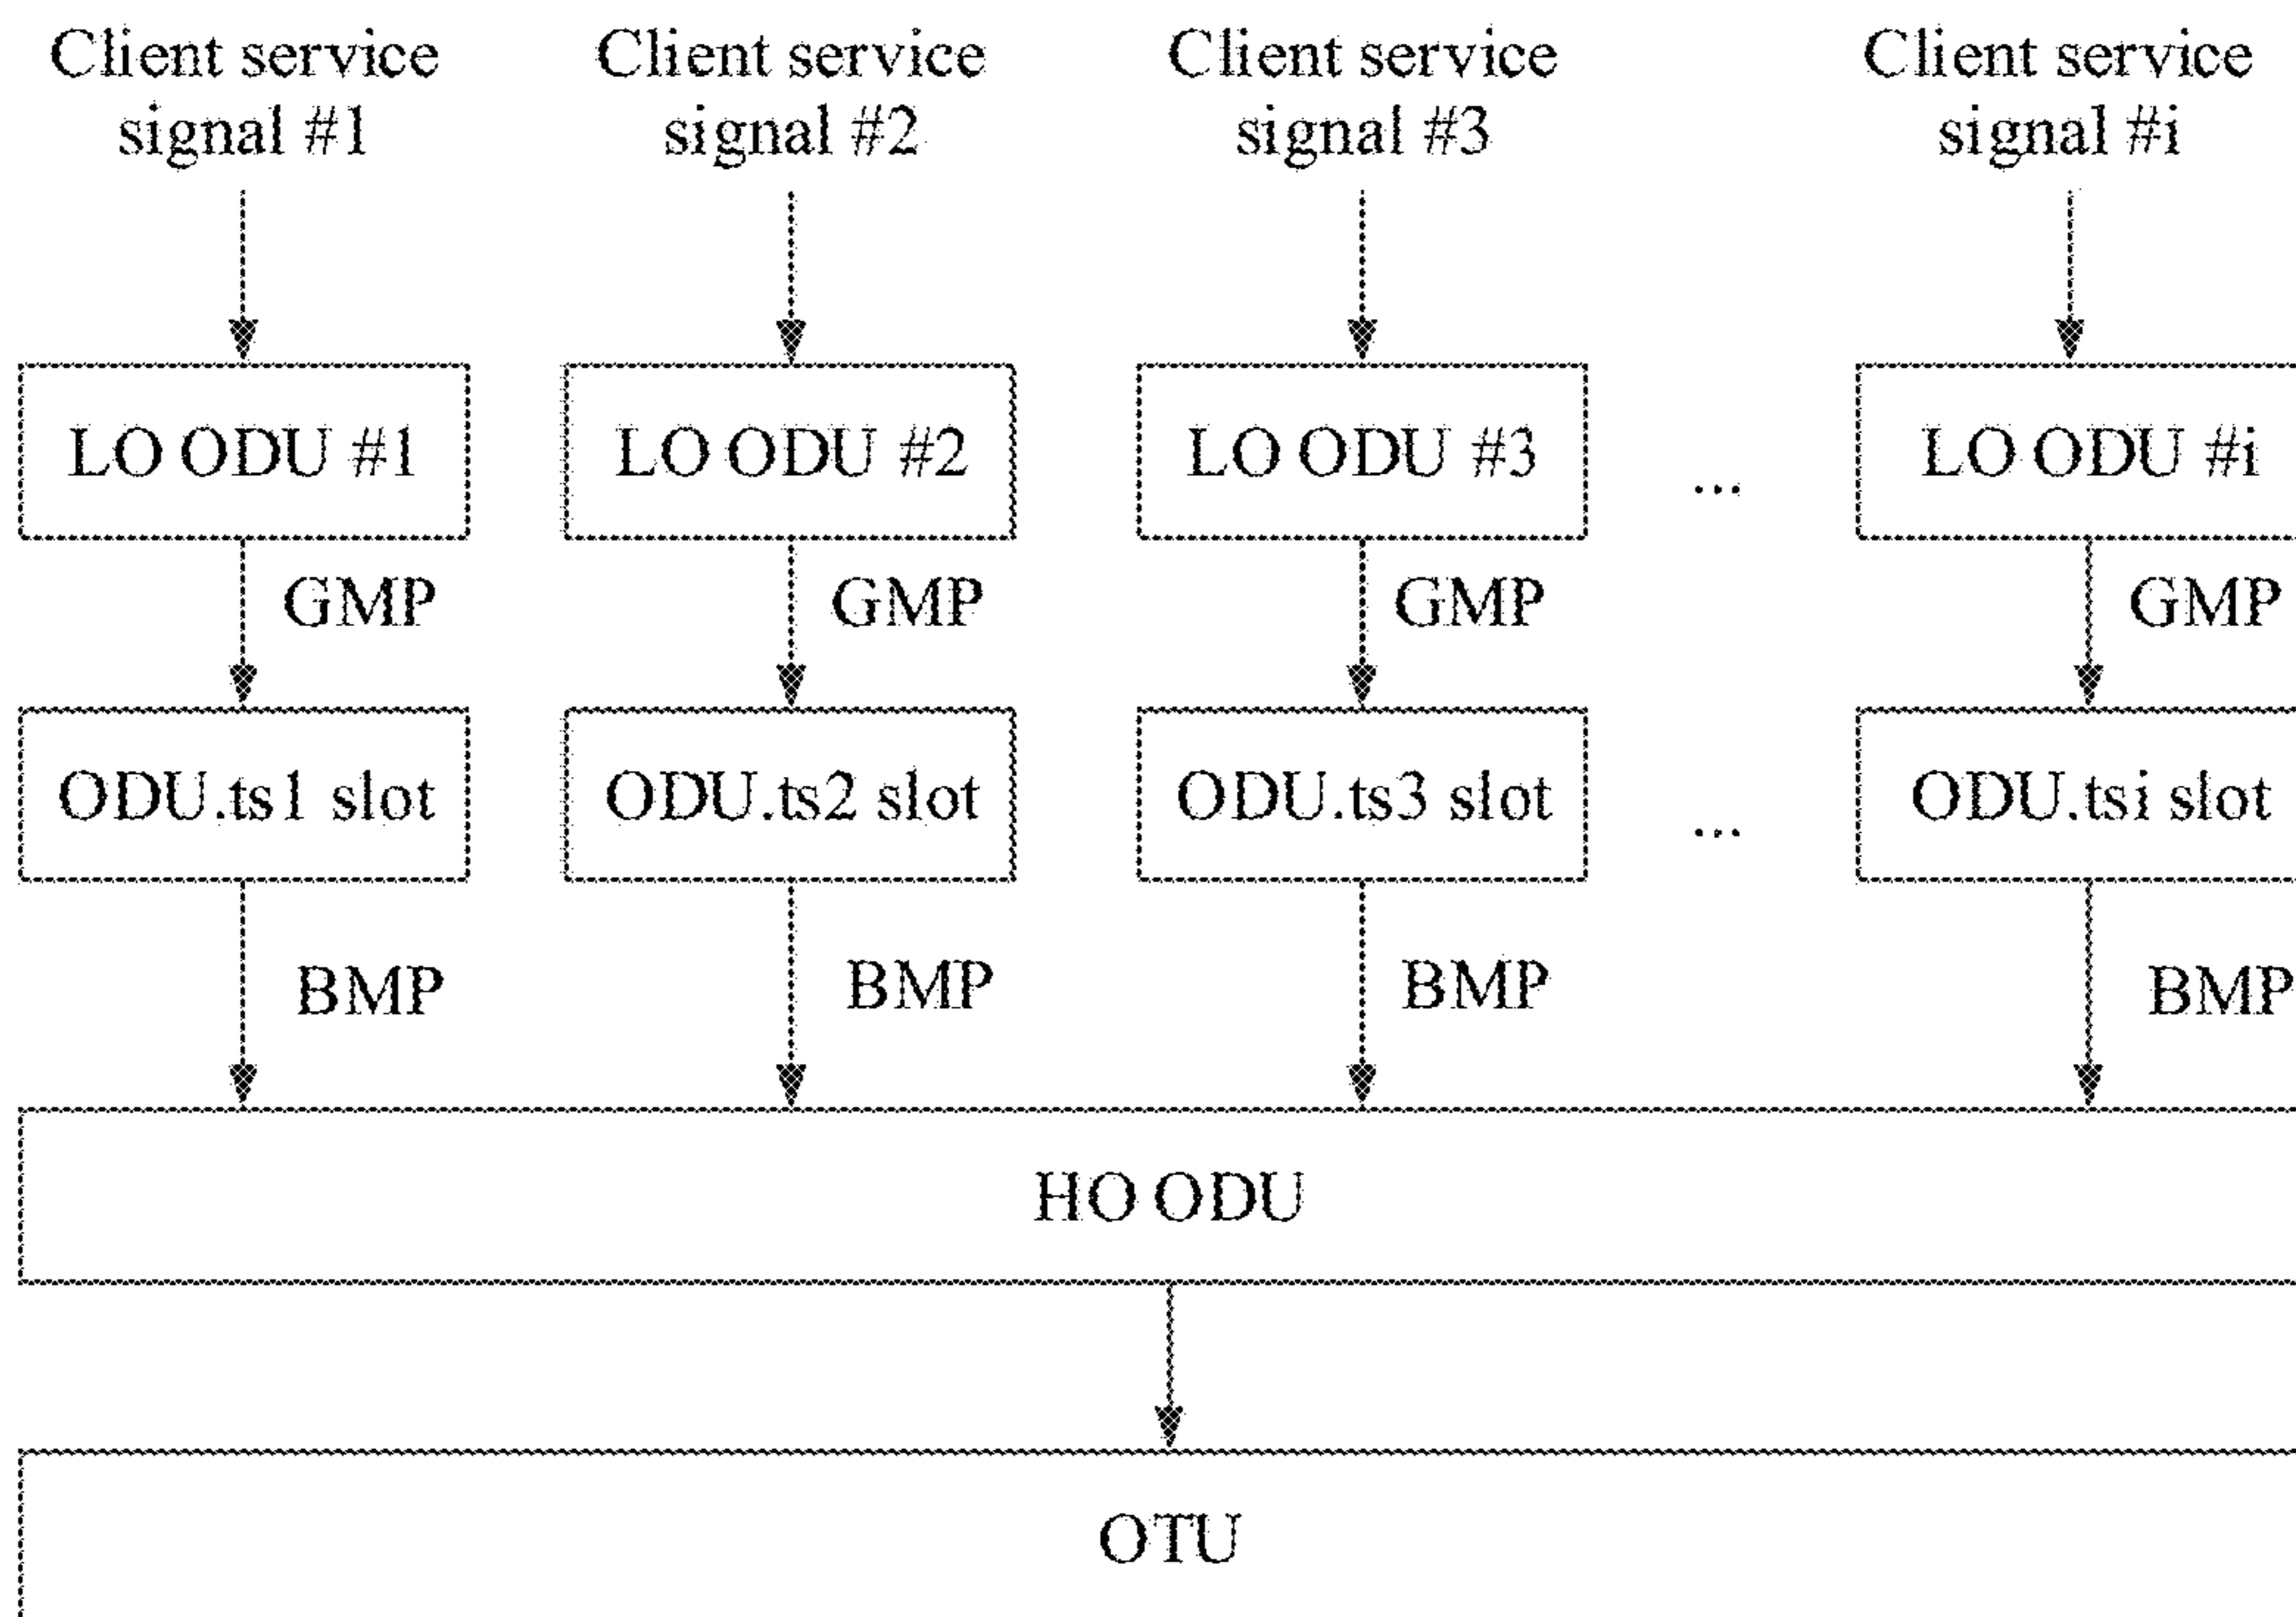 Client service
signal #1
Client service
signal #2
Client service
signal #3
Client service
signal #i
LO ODU #1
LO ODU #2
LO ODU #3
...
LO ODU #i
GMP
GMP
GMP
GMP
ODU.ts1 slot
ODU.ts2 slot
ODU.ts3 slot
...
ODU.tsi slot
BMP
BMP
BMP
BMP
HO ODU
OTU